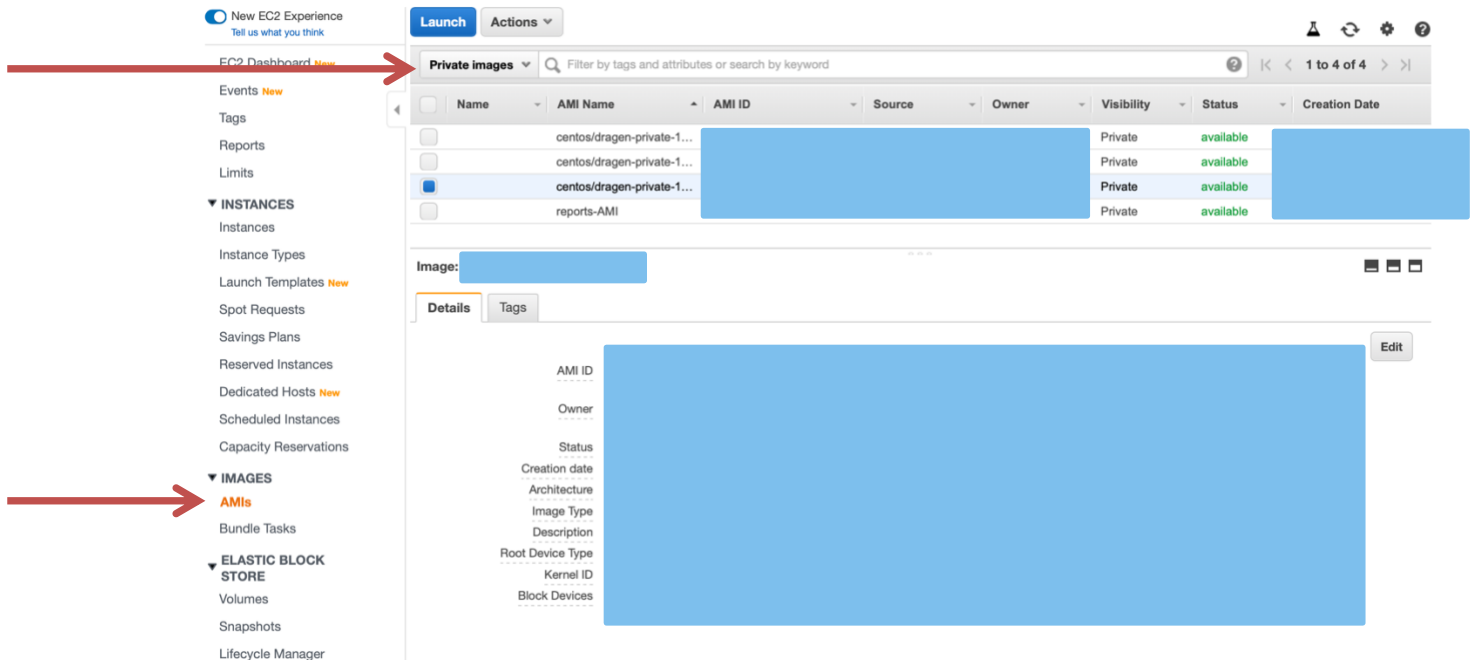 New EC2 Experience
Tell us what you think
EC2 Dashboard New
Events New
Tags
Reports
Limits
INSTANCES
Instances
Instance Types
Launch Templates New
Spot Requests
Savings Plans
Reserved Instances
Dedicated Hosts New
Scheduled Instances
Capacity Reservations
IMAGES
AMIs
Bundle Tasks
ELASTIC BLOCK
STORE
Volumes
Snapshots
Lifecycle Manager
Launch Actions
Private images Filter by tags and attributes or search by keyword 1 to 4 of 4
Name AMI Name AMI ID Source Owner Visibility Status Creation Date
centos/dragen-private-1... Private available
centos/dragen-private-1... Private available
centos/dragen-private-1... Private available
reports-AMI Private available
Image:
Details Tags
Edit
AMI ID
Owner
Status
Creation date
Architecture
Image Type
Description
Root Device Type
Kernel ID
Block Devices